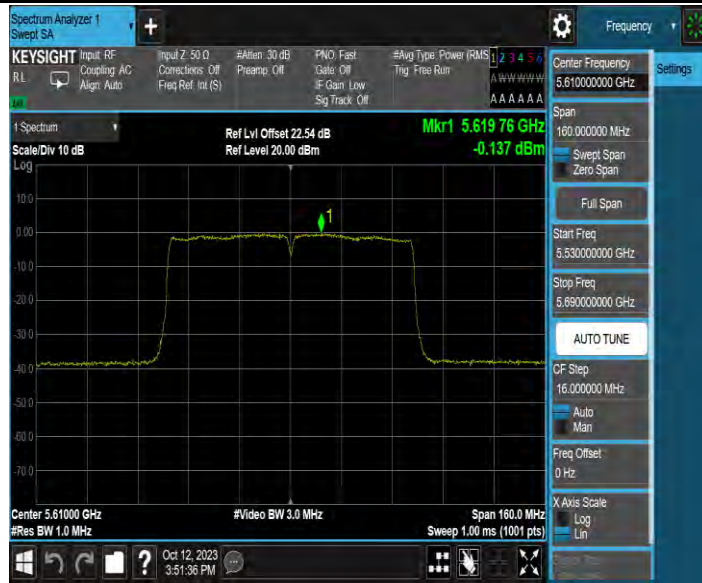 Spectrum Analyzer 1
Swept SA
+
Frequency
KEYSIGHT
RL
Input: RF
Coupling: AC
Align: Auto
Input Z: 50 Ω
Corrections: Off
Freq Ref: Int (S)
#Atten: 30 dB
Preamp: Off
PNO: Fast
Gate: Off
IF Gain: Low
Sig Track: Off
#Avg Type: Power (RMS
Trig: Free Run
1 2 3 4 5 6
A W W W W W
A A A A A A
1 Spectrum
Scale/Div 10 dB
Log
Ref Lvl Offset 22.54 dB
Ref Level 20.00 dBm
Mkr1 5.619 76 GHz
-0.137 dBm
10.0
0.00
-10.0
-20.0
-30.0
-40.0
-50.0
-60.0
-70.0
1
Center 5.61000 GHz
#Res BW 1.0 MHz
#Video BW 3.0 MHz
Span 160.0 MHz
Sweep 1.00 ms (1001 pts)
Oct 12, 2023
3:51:36 PM
?
Center Frequency
5.610000000 GHz
Settings
Span
160.000000 MHz
Swept Span
Zero Span
Full Span
Start Freq
5.530000000 GHz
Stop Freq
5.690000000 GHz
AUTO TUNE
CF Step
16.000000 MHz
Auto
Man
Freq Offset
0 Hz
X Axis Scale
Log
Lin